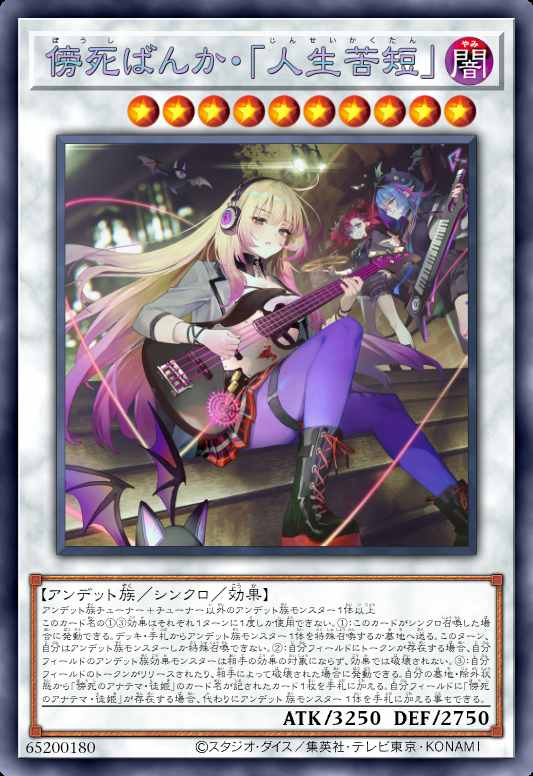 傍死ばんか・「人生苦短」
闇
【アンデット族／シンクロ／効果】
アンデット族チューナー＋チューナー以外のアンデット族モンスター1体以上
このカード名の①③効果はそれぞれ1ターンに1度しか使用できない。①：このカードがシンクロ召喚した場
合に発動できる。デッキ・手札からアンデット族モンスター1体を特殊召喚するか墓地へ送る。このターン、
自分はアンデット族モンスターしか特殊召喚できない。②：自分フィールドにトークンが存在する場合、自分
フィールドのアンデット族効果モンスターは相手の効果の対象にならず、効果では破壊されない。③：自分
フィールドのトークンがリリースされたり、相手によって破壊された場合に発動できる。自分の墓地・除外状
態から「傍死のアナテマ・徒姫」のカード名が記されたカード1枚を手札に加える。自分フィールドに「傍死
のアナテマ・徒姫」が存在する場合、代わりにアンデット族モンスター1体を手札に加える事もできる。
ATK/3250 DEF/2750
65200180
©スタジオ・ダイス／集英社・テレビ東京・KONAMI